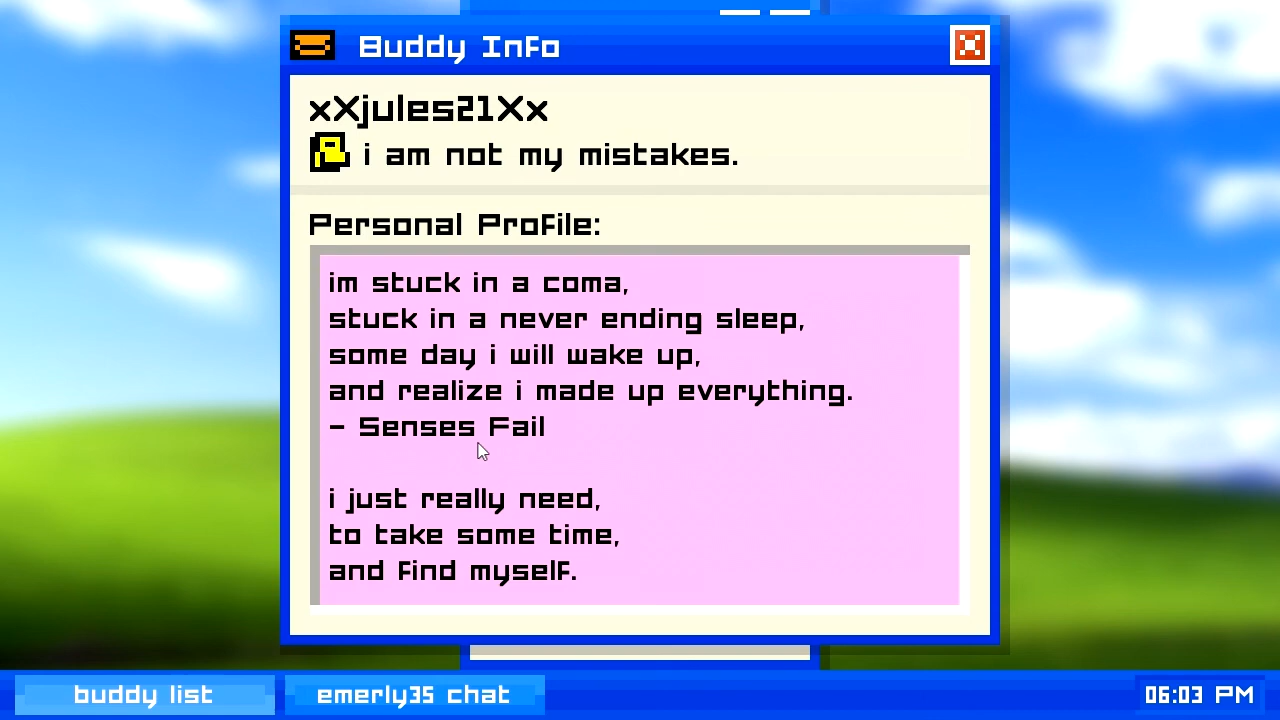 Buddy Info
xXjules21Xx
i am not my mistakes.
Personal Profile:
im stuck in a coma,
stuck in a never ending sleep,
some day i will wake up,
and realize i made up everything.
- Senses Fail
i just really need,
to take some time,
and find myself.
buddy list
emerly35 chat
06:03 PM